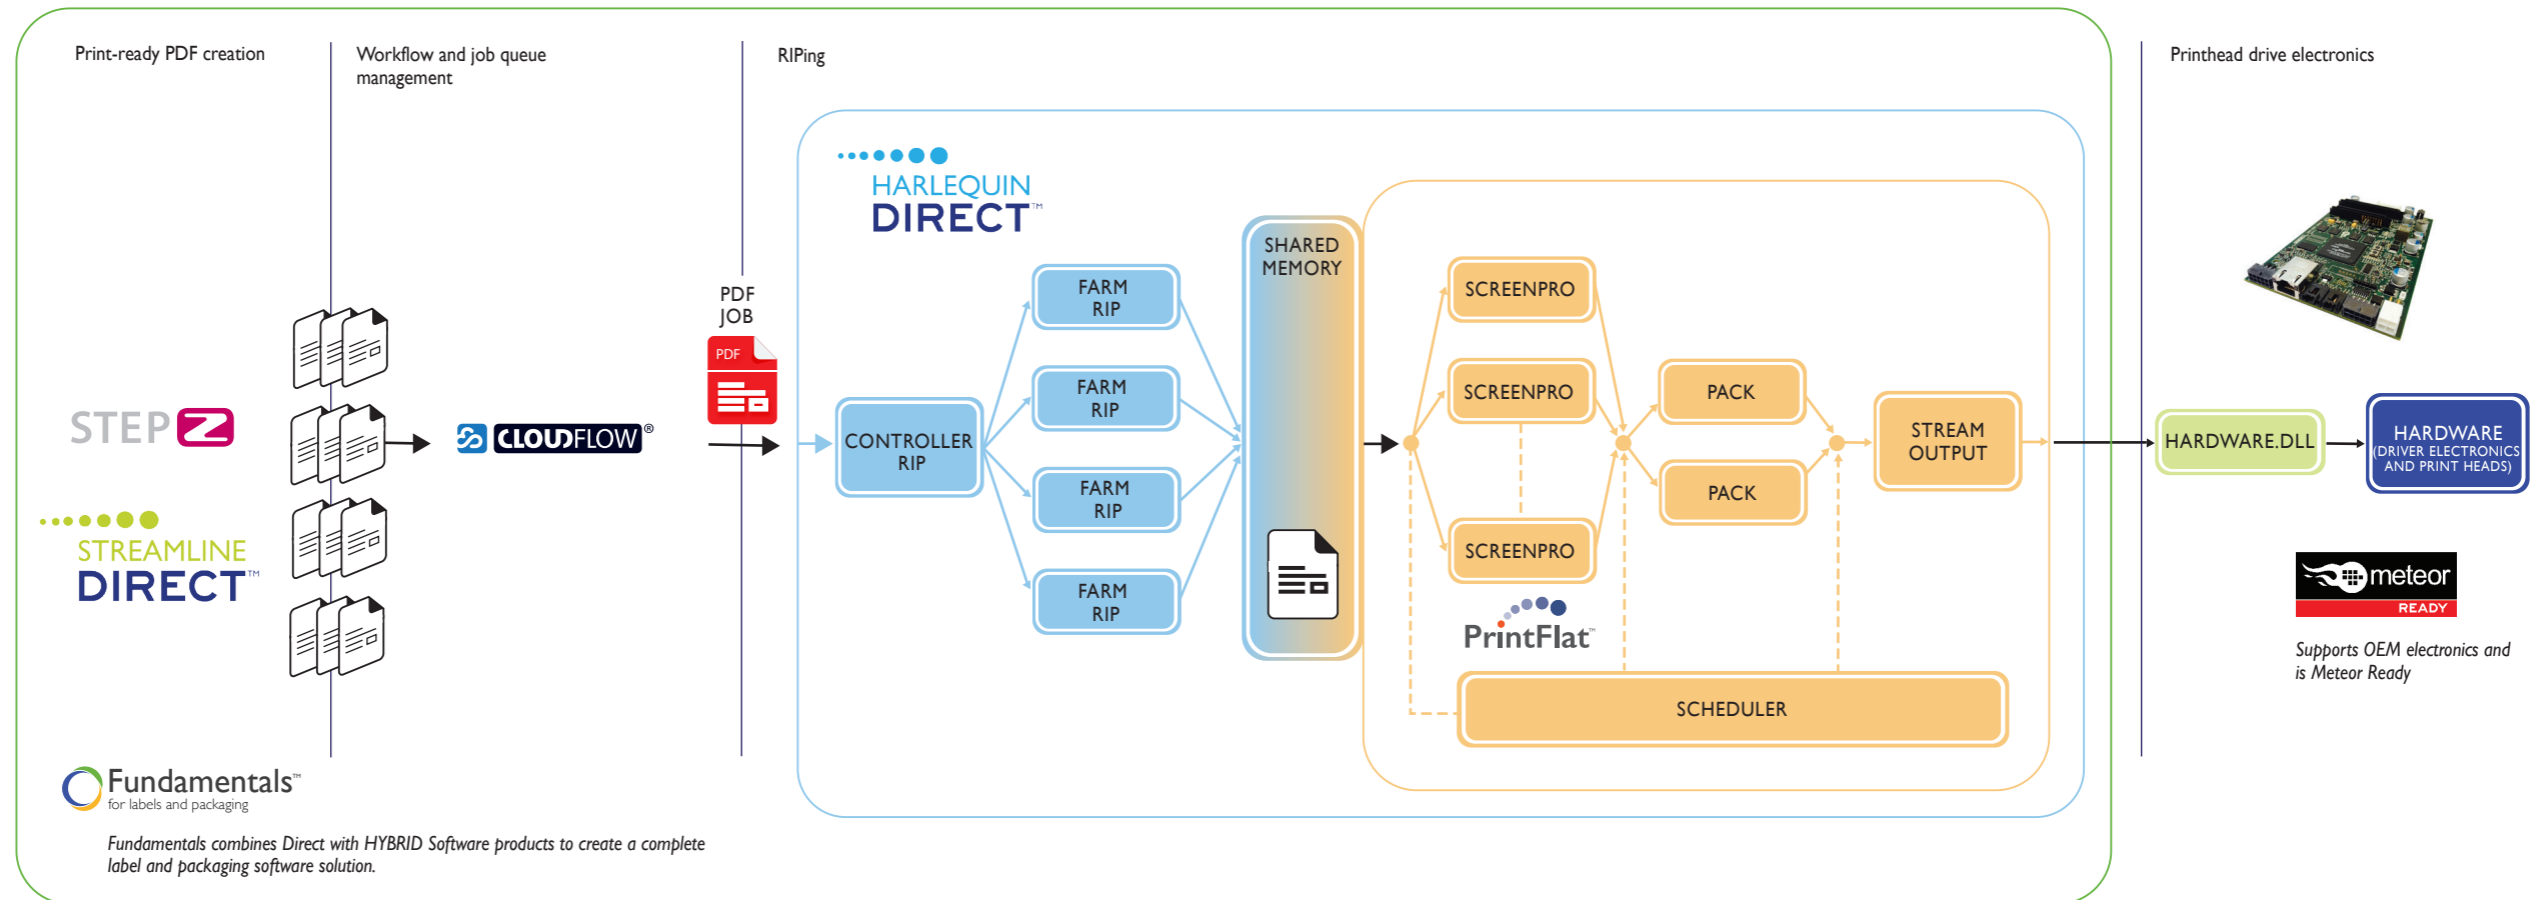 Print-ready PDF creation
Workflow and job queue
management
RIPing
Printhead drive electronics
HARLEQUIN
DIRECT™
STEP Z
STREAMLINE
DIRECT™
CLOUDFLOW®
PDF
JOB
PDF
CONTROLLER
RIP
FARM
RIP
FARM
RIP
FARM
RIP
FARM
RIP
SHARED
MEMORY
SCREENPRO
SCREENPRO
SCREENPRO
PrintFlat™
PACK
PACK
STREAM
OUTPUT
SCHEDULER
HARDWARE.DLL
HARDWARE
(DRIVER ELECTRONICS
AND PRINT HEADS)
meteor
READY
Supports OEM electronics and
is Meteor Ready
Fundamentals™
for labels and packaging
Fundamentals combines Direct with HYBRID Software products to create a complete
label and packaging software solution.